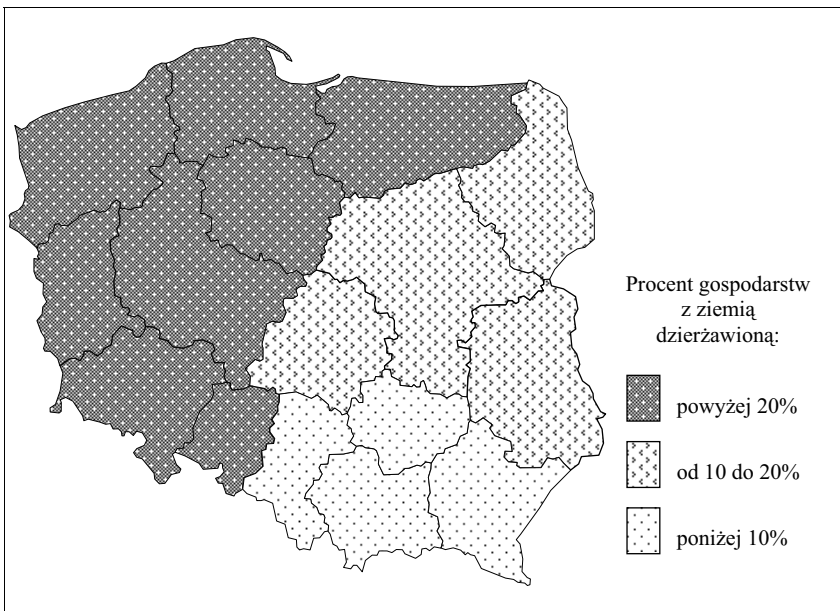 Procent gospodarstw
z ziemią
dzierżawioną:
powyżej 20%
od 10 do 20%
poniżej 10%